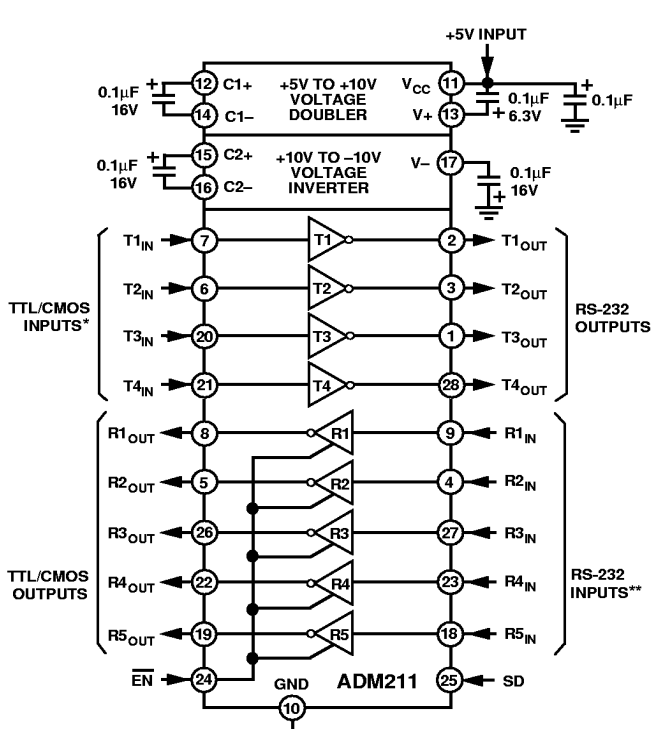 +5V INPUT
12 C1+ +5V TO +10V VCC 11
0.1µF 16V VOLTAGE 0.1µF 6.3V 0.1µF
14 C1– DOUBLER V+ 13
15 C2+ +10V TO –10V V– 17
0.1µF 16V VOLTAGE 0.1µF 16V
16 C2– INVERTER
T1IN 7 T1 2 T1OUT
T2IN 6 T2 3 T2OUT
TTL/CMOS INPUTS* RS-232 OUTPUTS
T3IN 20 T3 1 T3OUT
T4IN 21 T4 28 T4OUT
R1OUT 8 R1 9 R1IN
R2OUT 5 R2 4 R2IN
R3OUT 26 R3 27 R3IN
TTL/CMOS OUTPUTS RS-232 INPUTS**
R4OUT 22 R4 23 R4IN
R5OUT 19 R5 18 R5IN
E̅N̅ 24 GND ADM211 25 SD
10